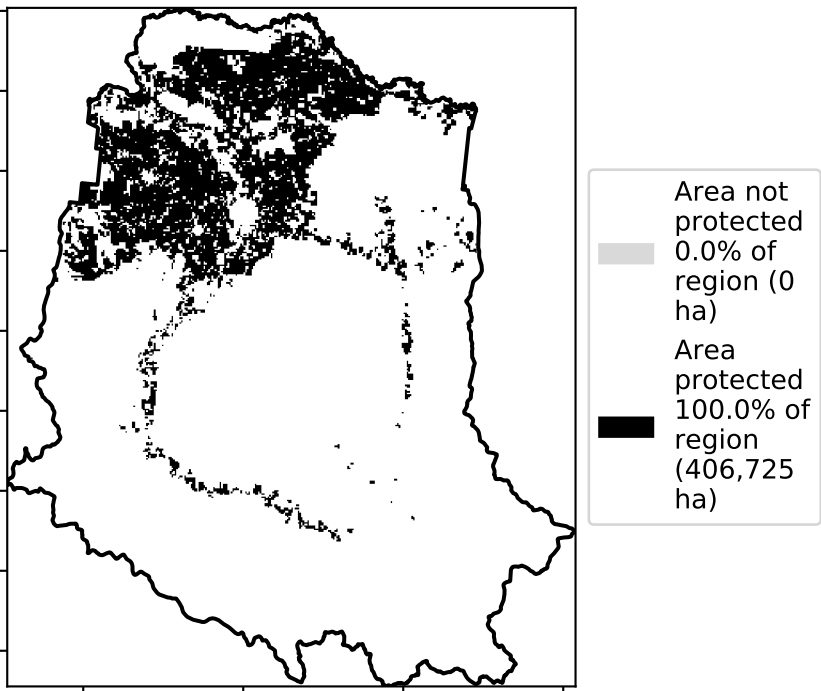 Area not
protected
0.0% of
region (0
ha)
Area
protected
100.0% of
region
(406,725
ha)